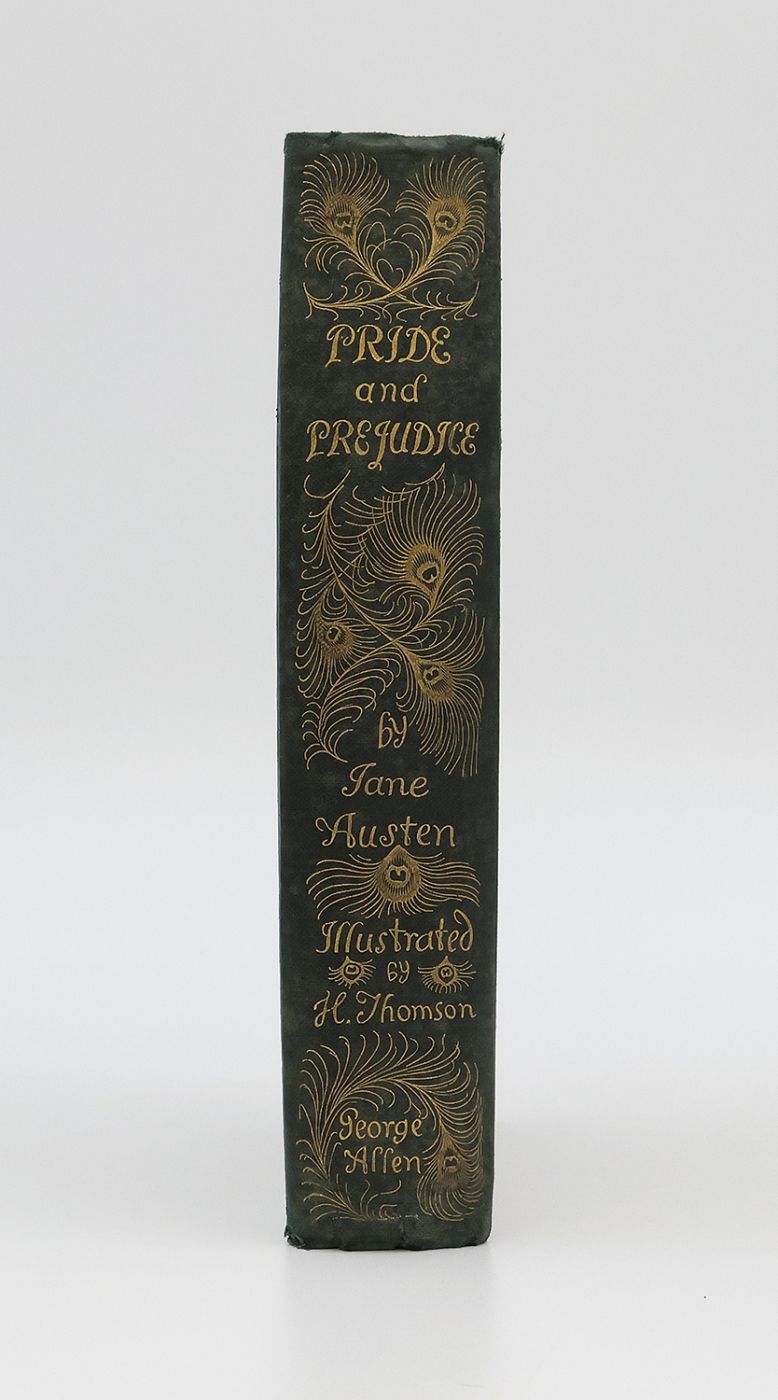 PRIDE
and
PREJUDICE
by
Jane
Austen
Illustrated
by
H. Thomson
George
Allen